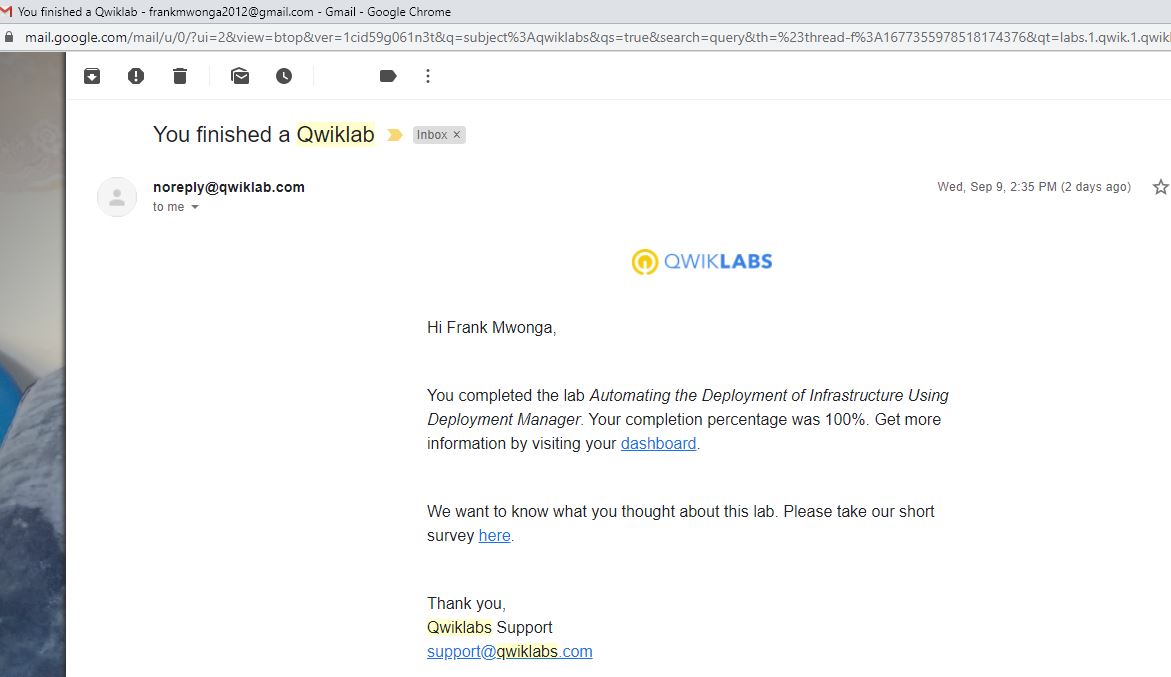 You finished a Qwiklab - frankmwonga2012@gmail.com - Gmail - Google Chrome
mail.google.com/mail/u/0/?ui=2&view=btop&ver=1cid59g061n3t&q=subject%3Aqwiklabs&qs=true&search=query&th=%23thread-f%3A1677355978518174376&qt=labs.1.qwik.1.qwikl
You finished a Qwiklab Inbox ×
noreply@qwiklab.com Wed, Sep 9, 2:35 PM (2 days ago)
to me
QWIKLABS
Hi Frank Mwonga,
You completed the lab Automating the Deployment of Infrastructure Using
Deployment Manager. Your completion percentage was 100%. Get more
information by visiting your dashboard.
We want to know what you thought about this lab. Please take our short
survey here.
Thank you,
Qwiklabs Support
support@qwiklabs.com